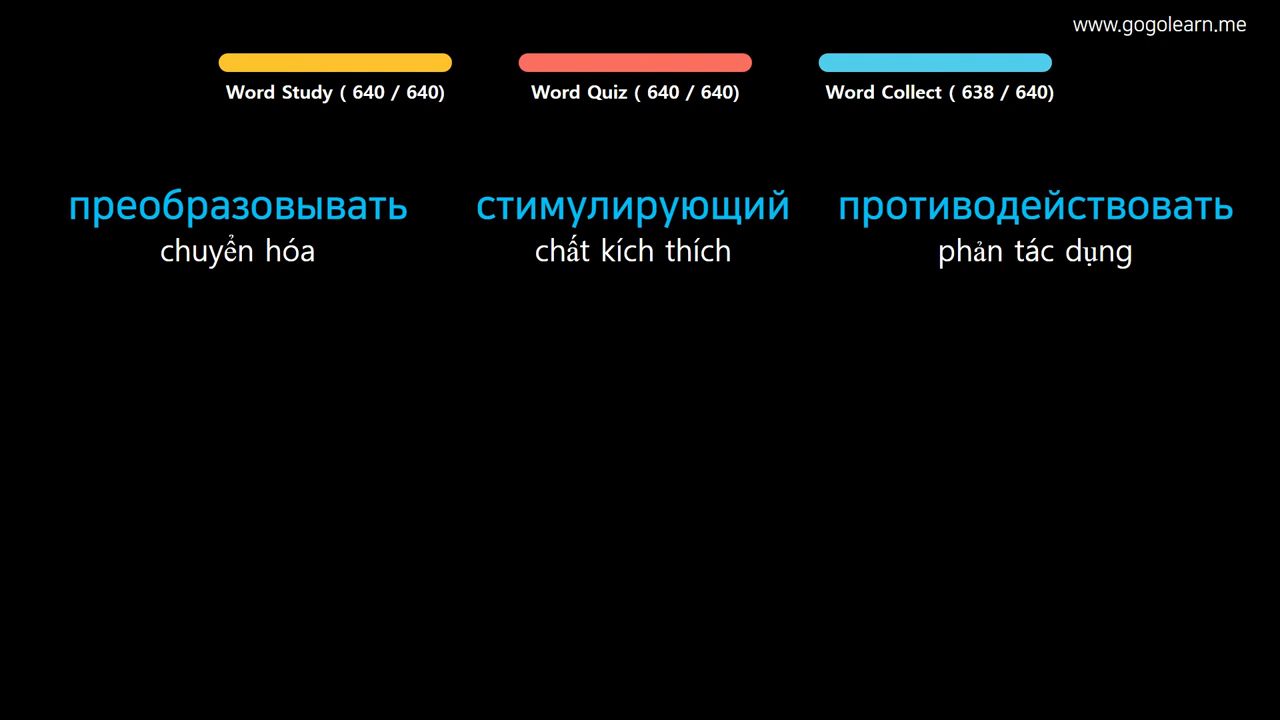 www.gogolearn.me
Word Study ( 640 / 640)
Word Quiz ( 640 / 640)
Word Collect ( 638 / 640)
преобразовывать
chuyển hóa
стимулирующий
chất kích thích
противодействовать
phản tác dụng